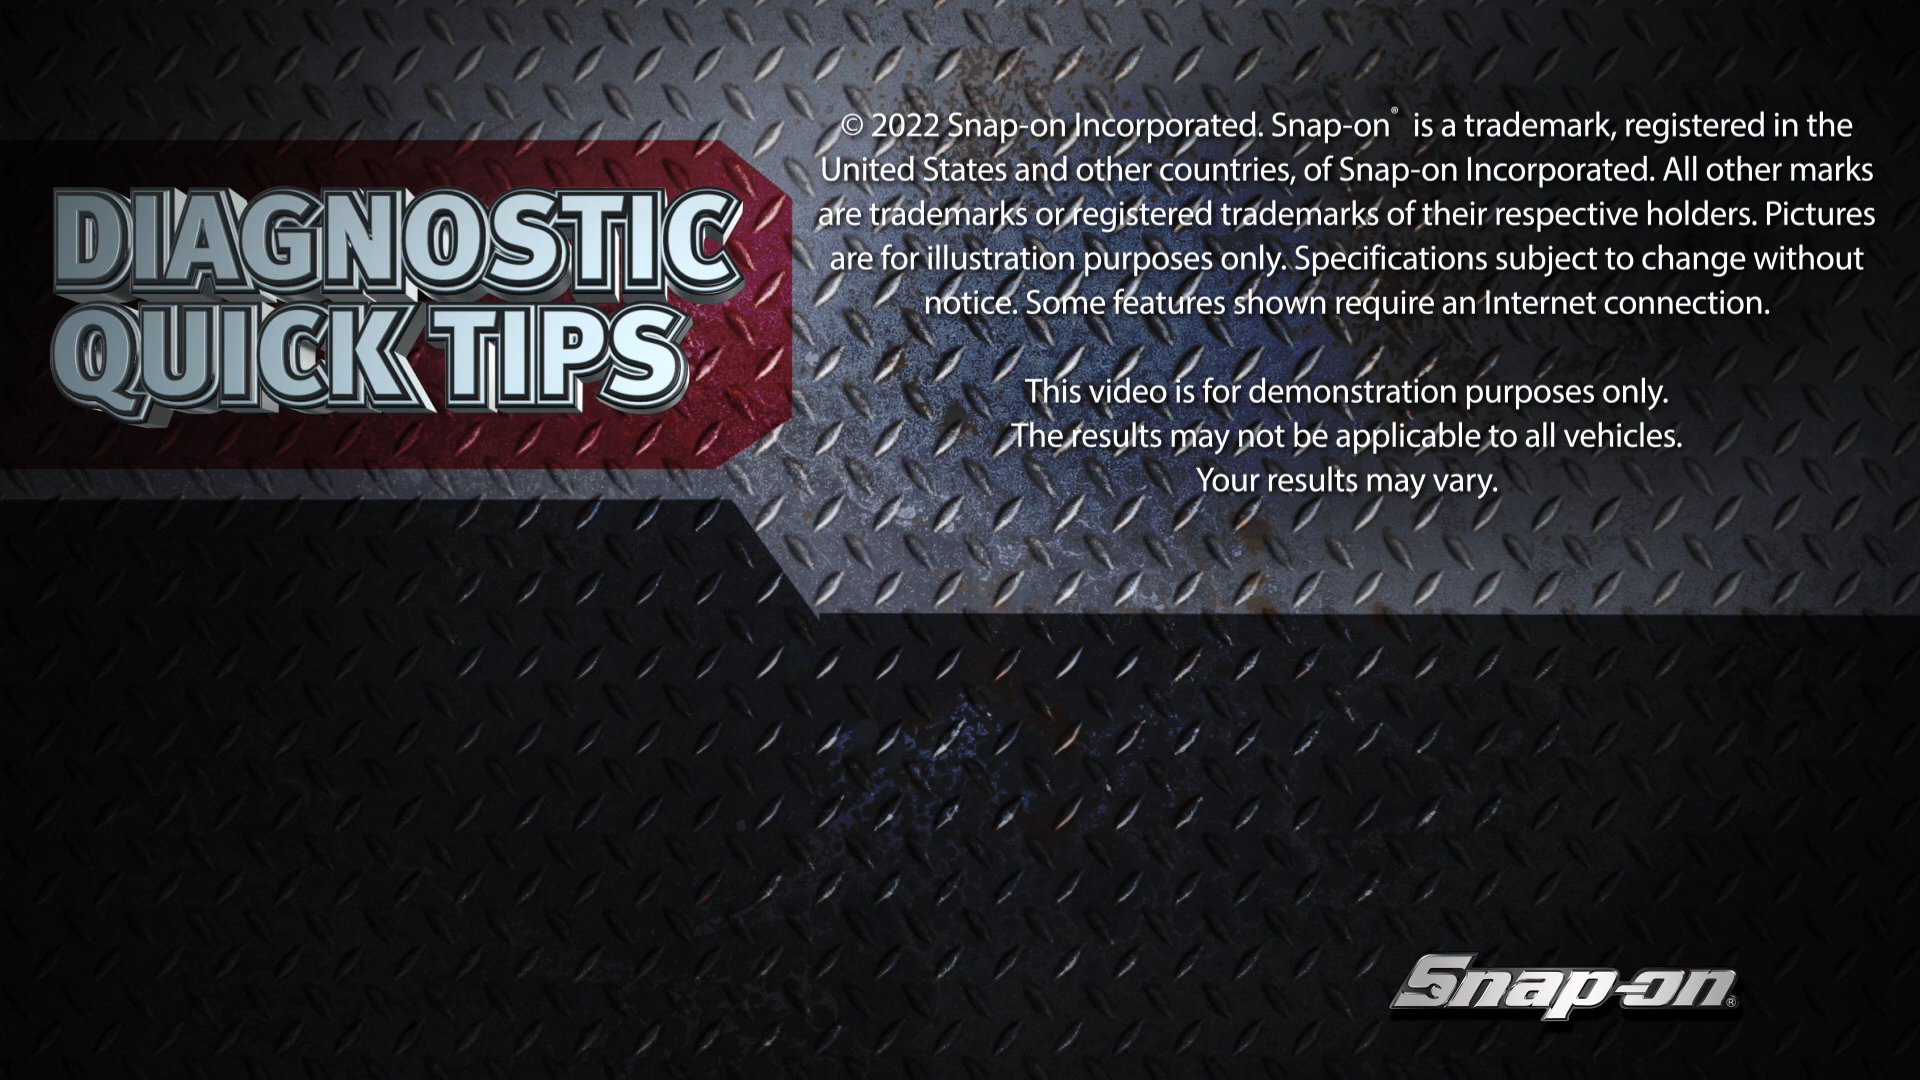 DIAGNOSTIC
QUICK TIPS
© 2022 Snap-on Incorporated. Snap-on® is a trademark, registered in the
United States and other countries, of Snap-on Incorporated. All other marks
are trademarks or registered trademarks of their respective holders. Pictures
are for illustration purposes only. Specifications subject to change without
notice. Some features shown require an Internet connection.
This video is for demonstration purposes only.
The results may not be applicable to all vehicles.
Your results may vary.
Snap-on®